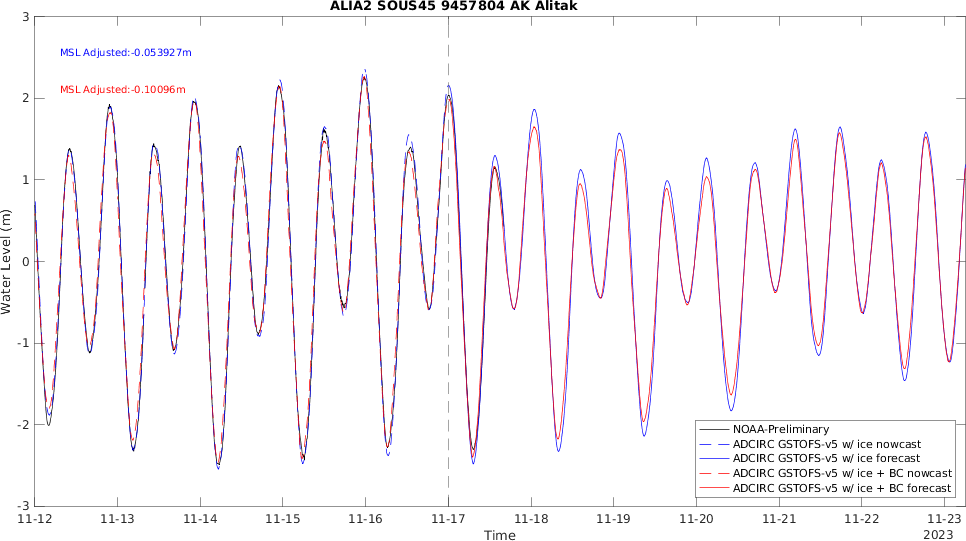 ALIA2 SOUS45 9457804 AK Alitak
3
MSL Adjusted:-0.053927m
2
MSL Adjusted:-0.10096m
1
Water Level (m)
0
-1
-2
NOAA-Preliminary
ADCIRC GSTOFS-v5 w/ ice nowcast
ADCIRC GSTOFS-v5 w/ ice forecast
ADCIRC GSTOFS-v5 w/ ice + BC nowcast
ADCIRC GSTOFS-v5 w/ ice + BC forecast
-3
11-12 11-13 11-14 11-15 11-16 11-17 11-18 11-19 11-20 11-21 11-22 11-23
Time
2023